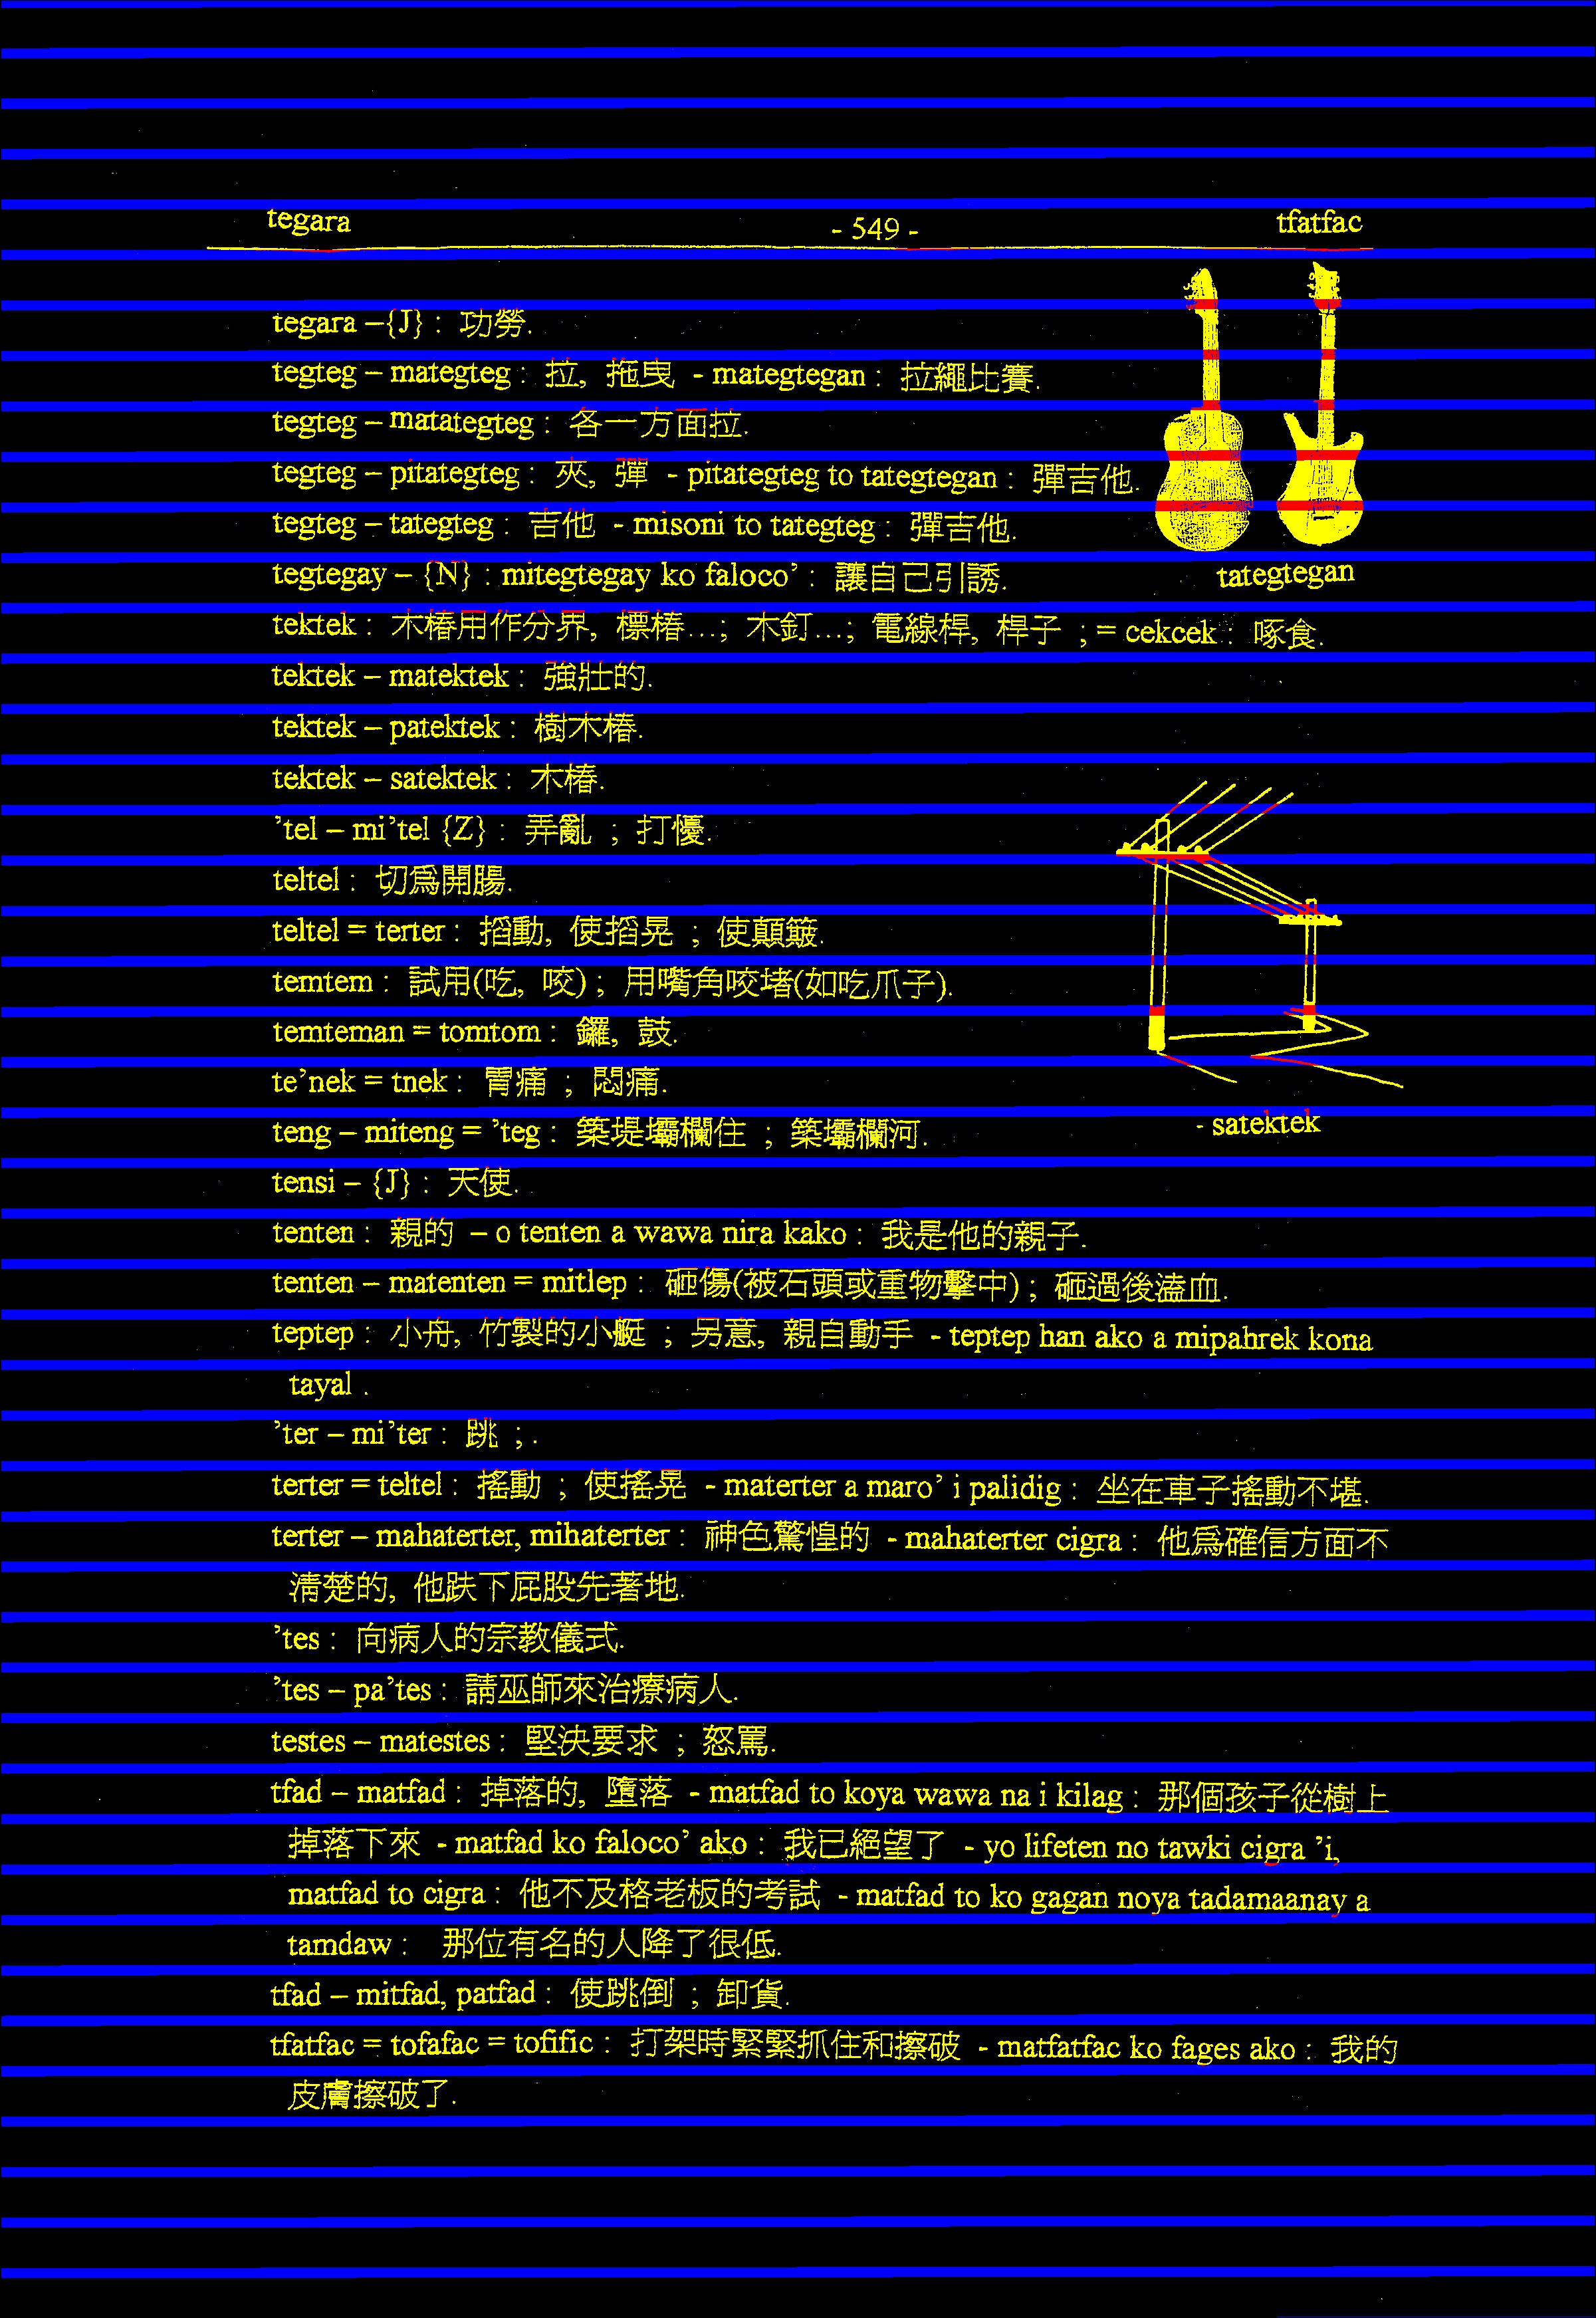 tegara - 549 - tfatfac
tegara –{J} : 功勞.
tegteg – mategteg : 拉, 拖曳 - mategtegan : 拉繩比賽.
tegteg – matategteg : 各一方面拉.
tegteg – pitategteg : 夾, 彈 - pitategteg to tategtegan : 彈吉他.
tegteg – tategteg : 吉他 - misoni to tategteg : 彈吉他.
tegtegay – {N} : mitegtegay ko faloco’ : 讓自己引誘.
tategtegan
tektek : 木樁用作分界, 標樁...; 木釘...; 電線桿, 桿子 ; = cekcek : 啄食.
tektek – matektek : 強壯的.
tektek – patektek : 樹木樁.
tektek – satektek : 木樁.
’tel – mi’tel {Z} : 弄亂 ; 打擾.
teltel : 切為開腸.
teltel = terter : 搖動, 使搖晃 ; 使顛簸.
temtem : 試用(吃, 咬) ; 用嘴角咬堵(如吃爪子).
temteman = tomtom : 鑼, 鼓.
te’nek = tnek : 胃痛 ; 悶痛.
teng – miteng = ’teg : 築堤壩欄住 ; 築壩欄河.
- satektek
tensi – {J} : 天使.
tenten : 親的 – o tenten a wawa nira kako : 我是他的親子.
tenten – matenten = mitlep : 砸傷(被石頭或重物擊中) ; 砸過後溘血.
teptep : 小舟, 竹製的小艇 ; 另意, 親自動手 - teptep han ako a mipahrek kona
tayal .
’ter – mi’ter : 跳 ; .
terter = teltel : 搖動 ; 使搖晃 - materter a maro’ i palidig : 坐在車子搖動不堪.
terter – mahaterter, mihaterter : 神色驚惶的 - mahaterter cigra : 他為確信方面不
清楚的, 他跌下屁股先著地.
’tes : 向病人的宗教儀式.
’tes – pa’tes : 請巫師來治療病人.
testes – matestes : 堅決要求 ; 怒罵.
tfad – matfad : 掉落的, 墮落 - matfad to koya wawa na i kilag : 那個孩子從樹上
掉落下來 - matfad ko faloco’ ako : 我已絕望了 - yo lifeten no tawki cigra ’i,
matfad to cigra : 他不及格老板的考試 - matfad to ko gagan noya tadamaanay a
tamdaw : 那位有名的人降了很低.
tfad – mitfad, patfad : 使跳倒 ; 卸貨.
tfatfac = tofafac = tofific : 打架時緊緊抓住和擦破 - matfatfac ko fages ako : 我的
皮膚擦破了.